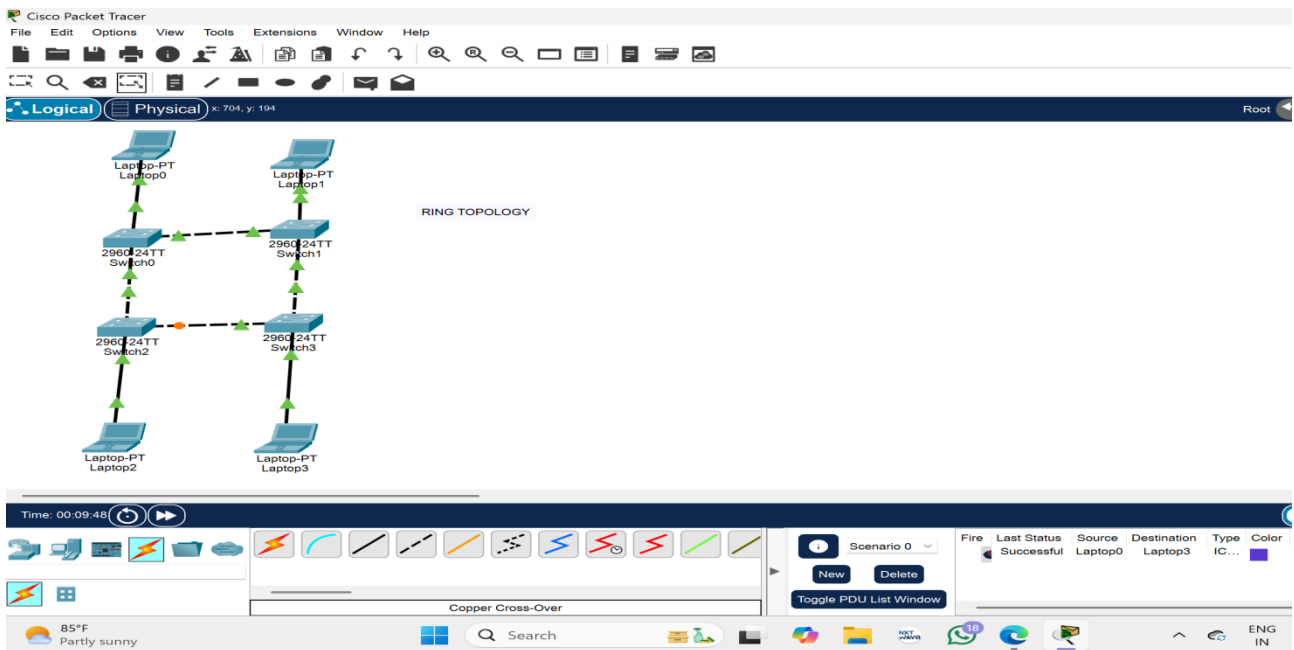 Cisco Packet Tracer
File Edit Options View Tools Extensions Window Help
Logical Physical x: 704, y: 194 Root
Laptop-PT
Laptop0
Laptop-PT
Laptop1
RING TOPOLOGY
2960-24TT
Switch0
2960-24TT
Switch1
2960-24TT
Switch2
2960-24TT
Switch3
Laptop-PT
Laptop2
Laptop-PT
Laptop3
Time: 00:09:48
Scenario 0
New Delete
Toggle PDU List Window
Fire Last Status Source Destination Type Color
Successful Laptop0 Laptop3 IC...
Copper Cross-Over
85°F
Partly sunny
Search
NXT
WAVE
18
ENG
IN